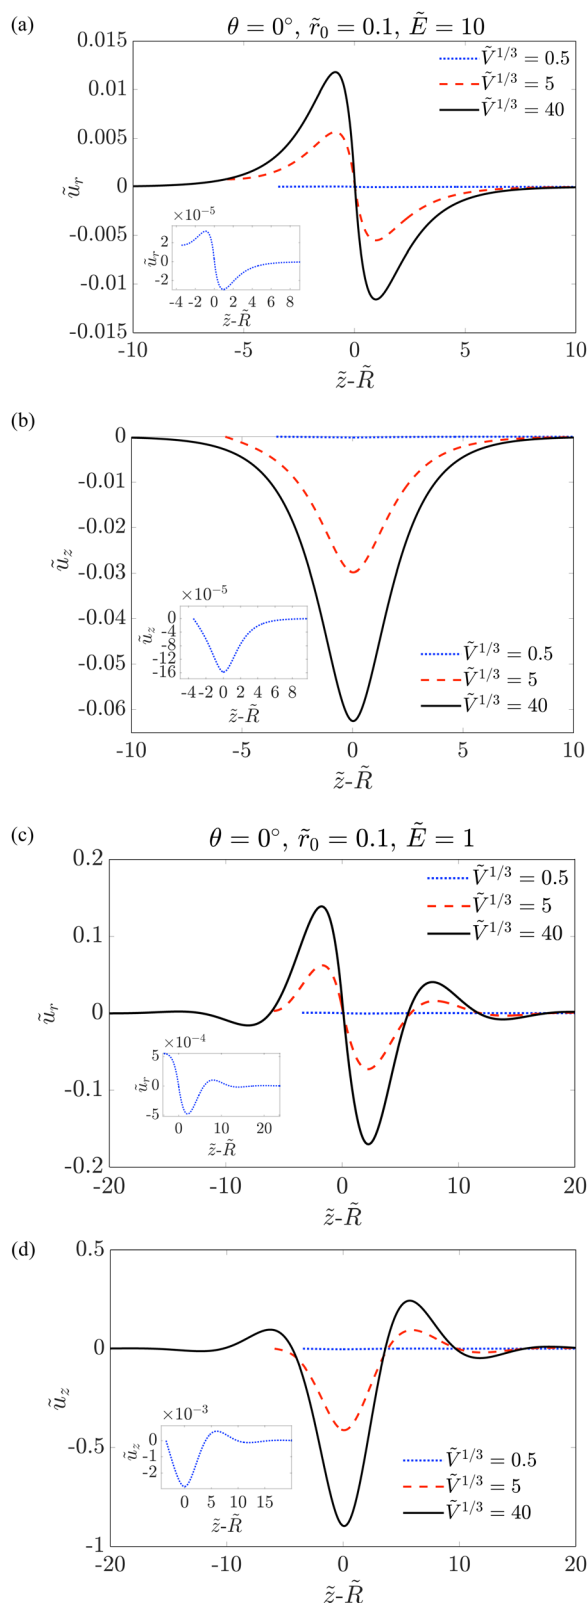 (a)
θ = 0°, r̃₀ = 0.1, Ẽ = 10
0.015
0.01
0.005
0
-0.005
-0.01
-0.015
ũᵣ
Ṽ^{1/3} = 0.5
Ṽ^{1/3} = 5
Ṽ^{1/3} = 40
×10⁻⁵
2
0
-2
ũᵣ
-4 -2 0 2 4 6 8
z̃-R̃
-10 -5 0 5 10
z̃-R̃
(b)
0
-0.01
-0.02
-0.03
-0.04
-0.05
-0.06
ũ_z
×10⁻⁵
0
-4
-8
-12
-16
ũ_z
-4 -2 0 2 4 6 8
z̃-R̃
Ṽ^{1/3} = 0.5
Ṽ^{1/3} = 5
Ṽ^{1/3} = 40
-10 -5 0 5 10
z̃-R̃
(c)
θ = 0°, r̃₀ = 0.1, Ẽ = 1
0.2
0.1
0
-0.1
-0.2
ũᵣ
Ṽ^{1/3} = 0.5
Ṽ^{1/3} = 5
Ṽ^{1/3} = 40
×10⁻⁴
5
0
-5
ũᵣ
0 10 20
z̃-R̃
-20 -10 0 10 20
z̃-R̃
(d)
0.5
0
-0.5
-1
ũ_z
×10⁻³
0
-1
-2
ũ_z
0 5 10 15
z̃-R̃
Ṽ^{1/3} = 0.5
Ṽ^{1/3} = 5
Ṽ^{1/3} = 40
-20 -10 0 10 20
z̃-R̃